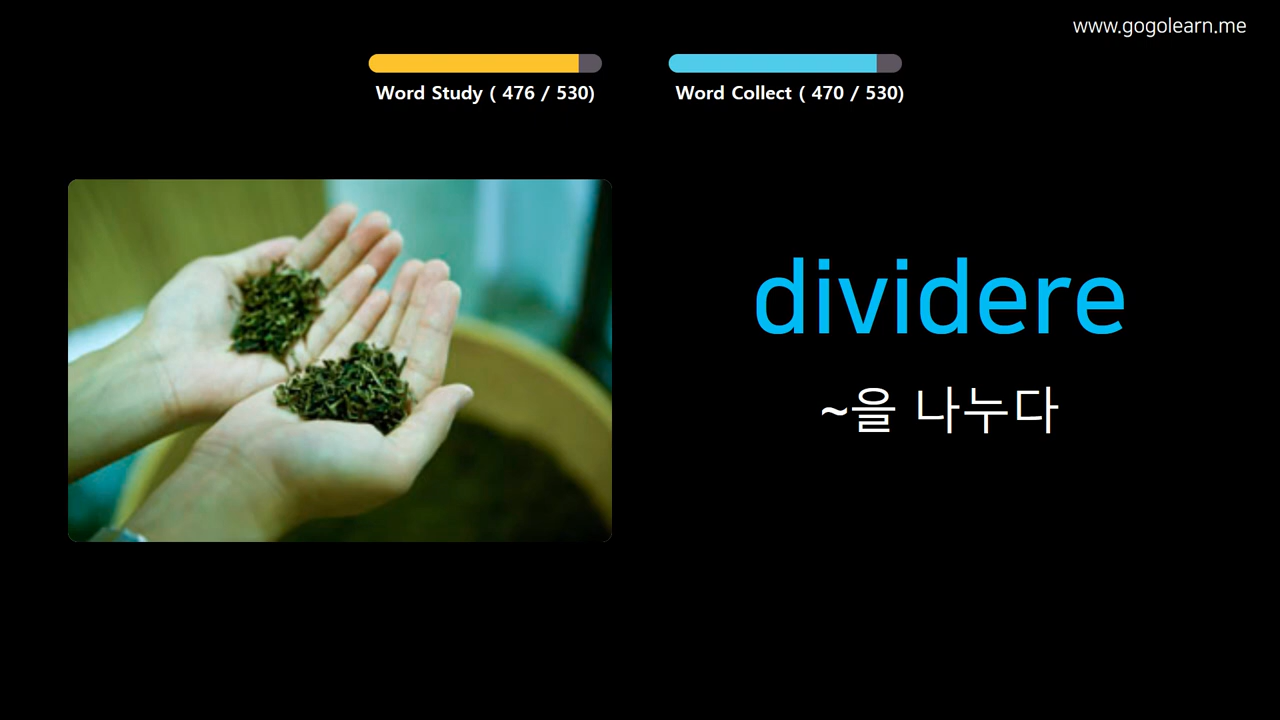 www.gogolearn.me
Word Study ( 476 / 530)
Word Collect ( 470 / 530)
dividere
~을 나누다